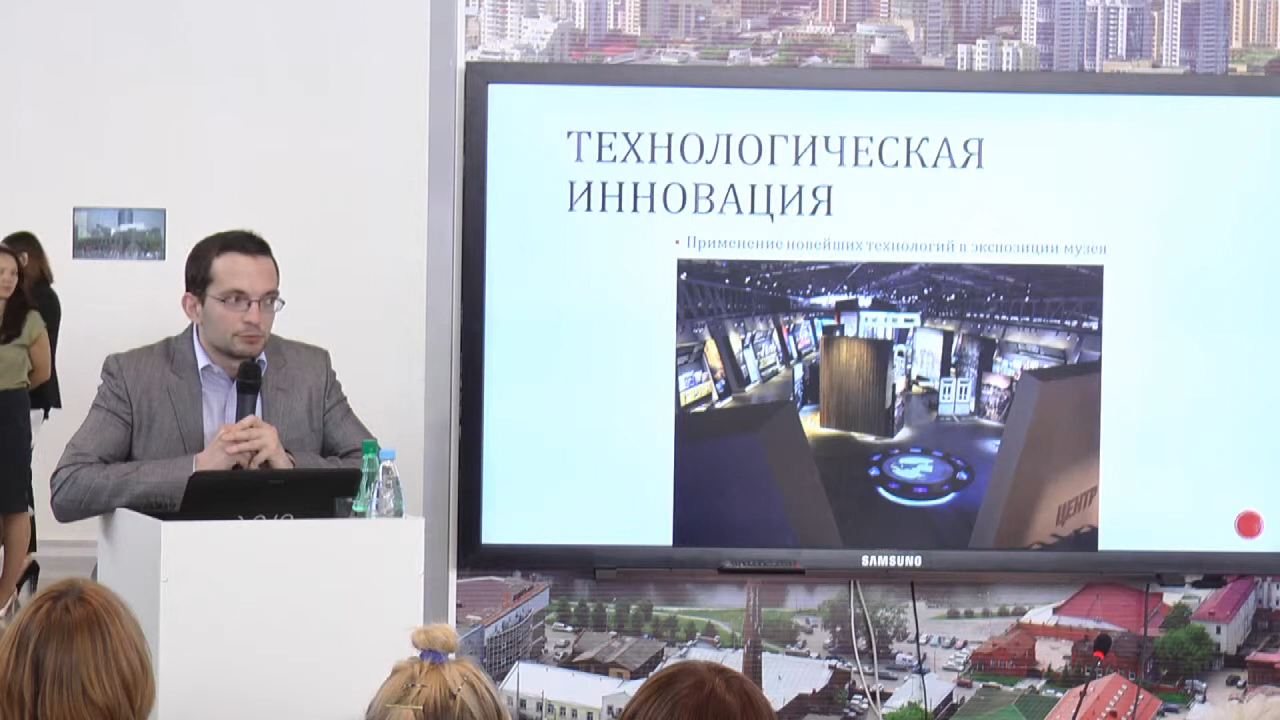 ТЕХНОЛОГИЧЕСКАЯ
ИННОВАЦИЯ
• Применение новейших технологий в экспозиции музея
ЦЕНТР
SAMSUNG